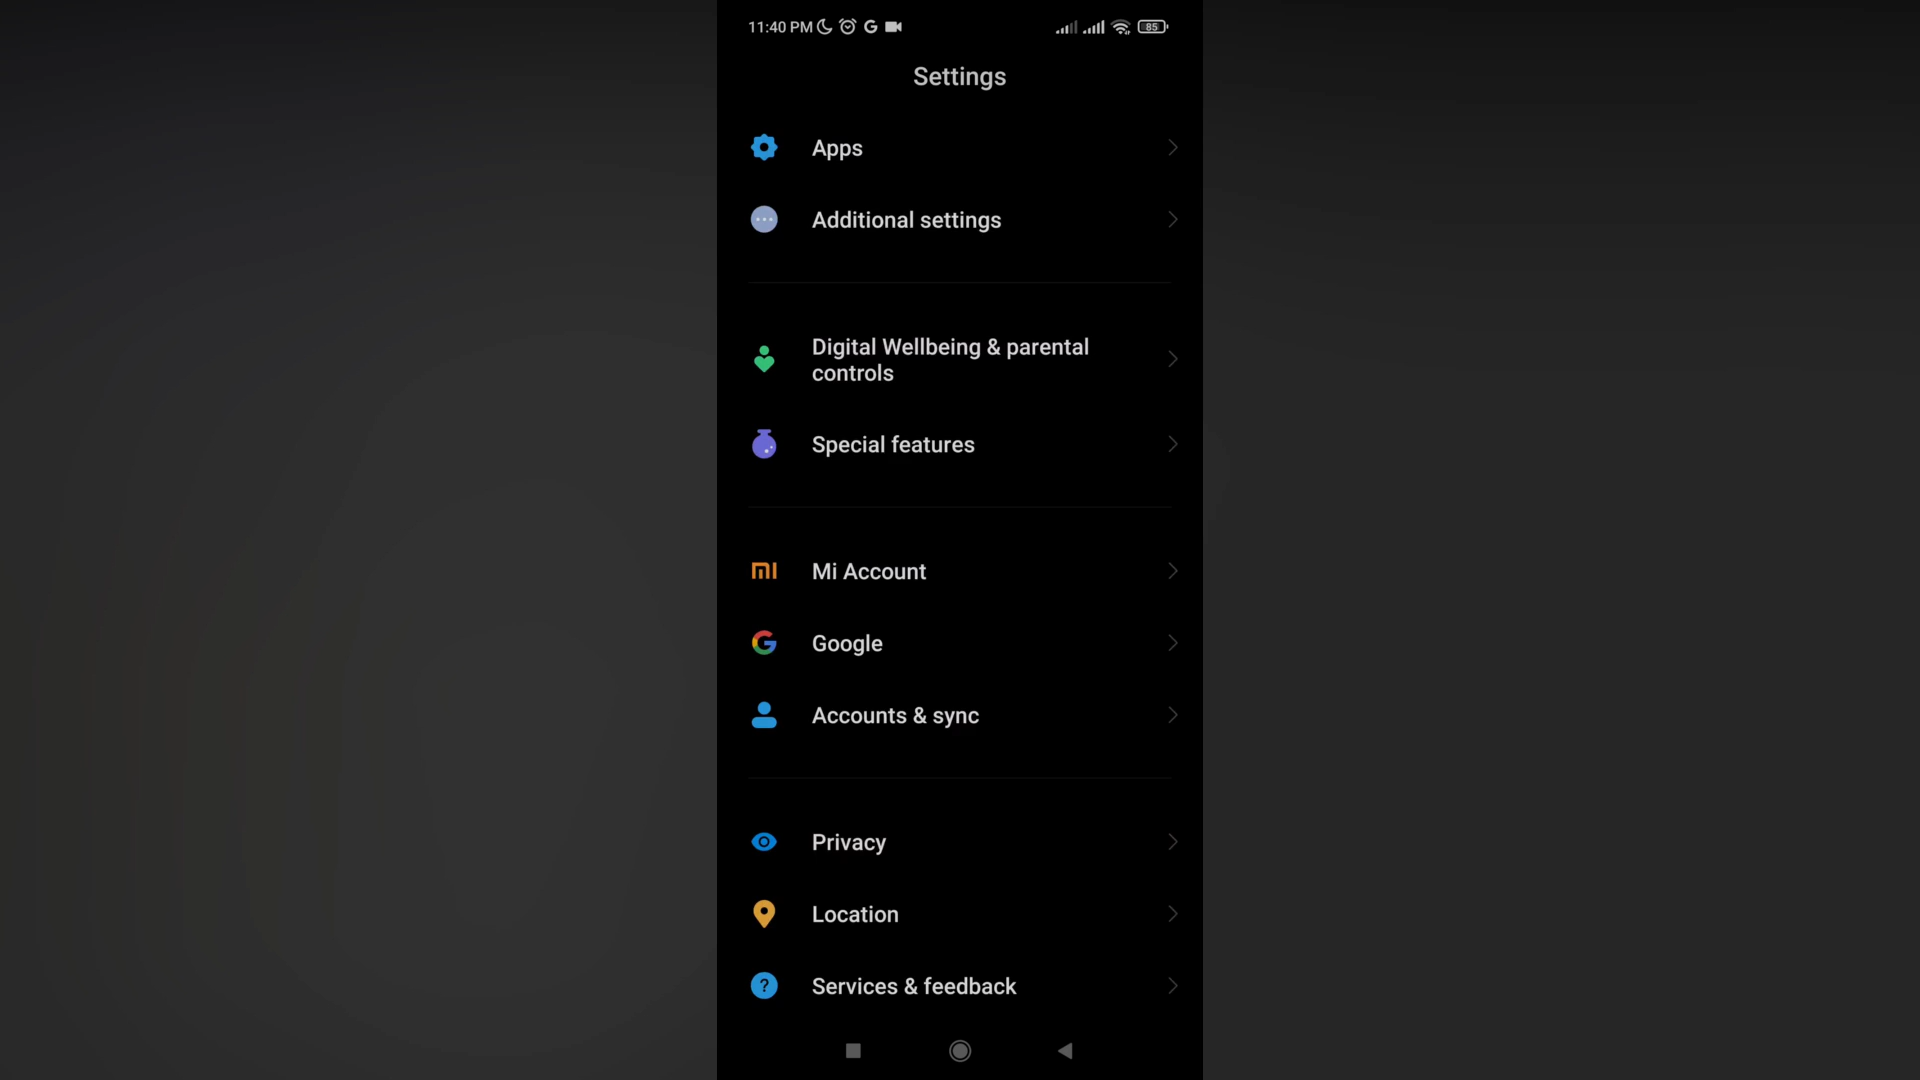 11:40 PM
85
Settings
Apps
Additional settings
Digital Wellbeing & parental
controls
Special features
Mi Account
Google
Accounts & sync
Privacy
Location
Services & feedback